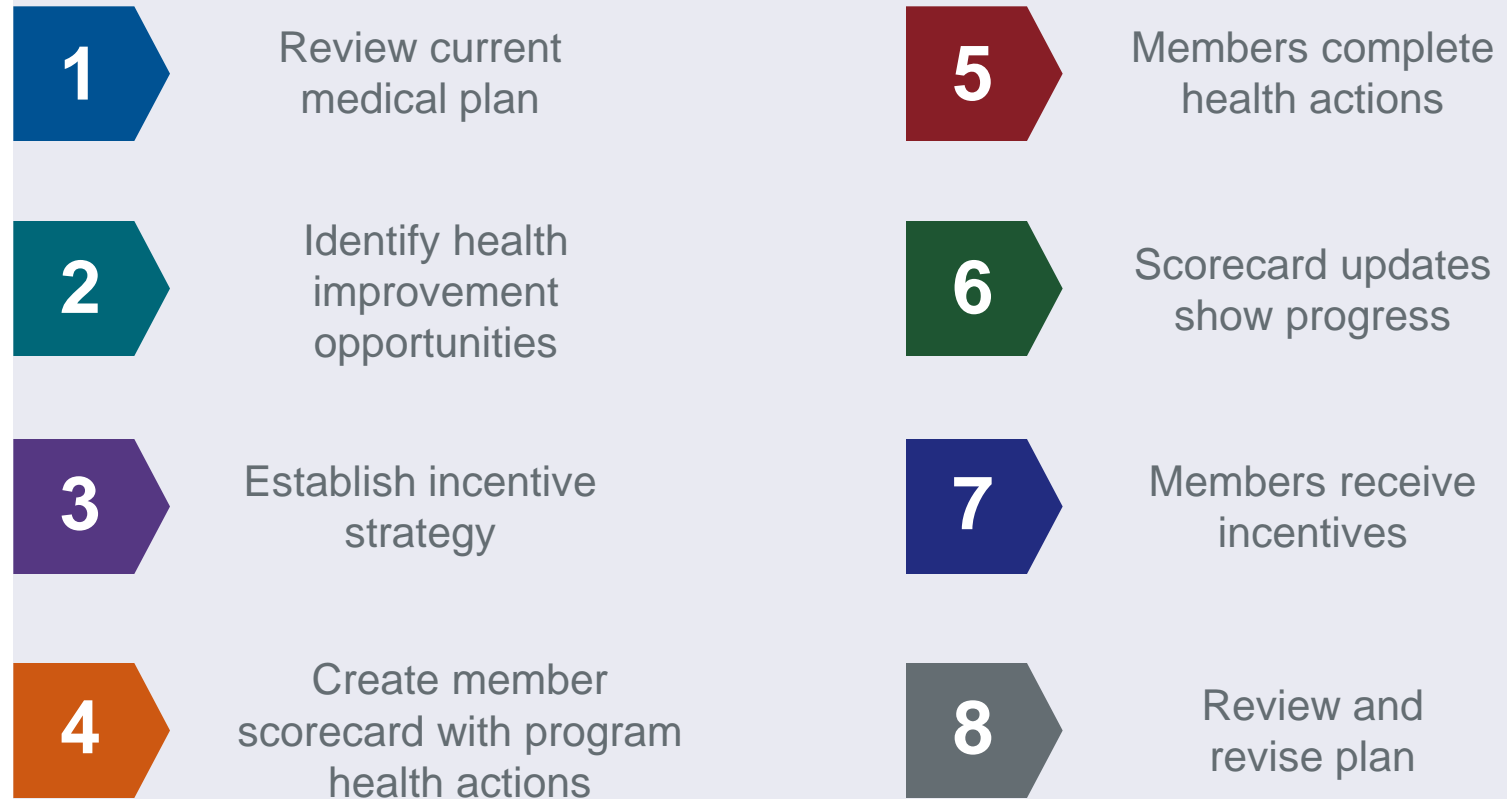 1
Review current
medical plan
2
Identify health
improvement
opportunities
3
Establish incentive
strategy
4
Create member
scorecard with program
health actions
5
Members complete
health actions
6
Scorecard updates
show progress
7
Members receive
incentives
8
Review and
revise plan